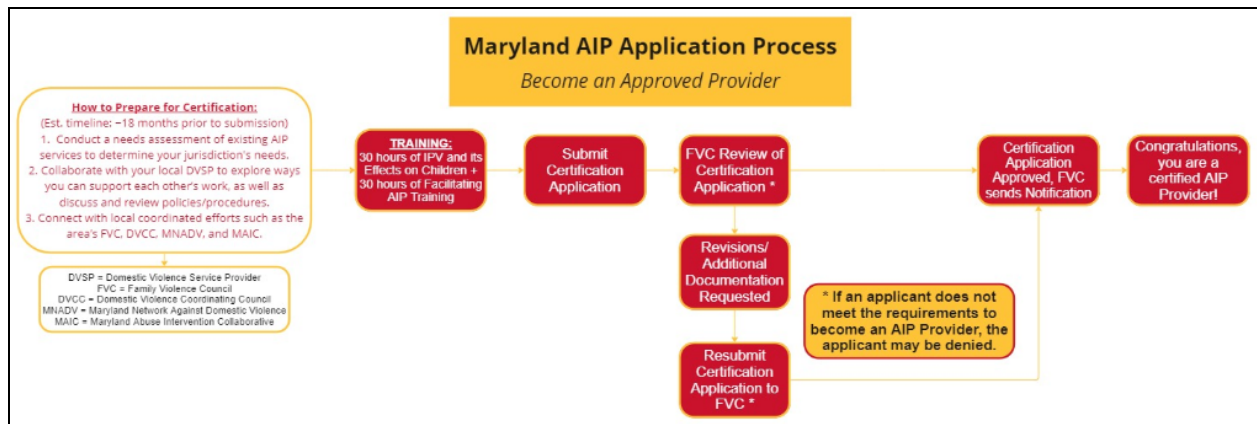 Maryland AIP Application Process
Become an Approved Provider
How to Prepare for Certification:
(Est. timeline: ~18 months prior to submission)
1. Conduct a needs assessment of existing AIP
services to determine your jurisdiction's needs.
2. Collaborate with your local DVSP to explore ways
you can support each other's work, as well as
discuss and review policies/procedures.
3. Connect with local coordinated efforts such as the
area's FVC, DVCC, MNADV, and MAIC.
DVSP = Domestic Violence Service Provider
FVC = Family Violence Council
DVCC = Domestic Violence Coordinating Council
MNADV = Maryland Network Against Domestic Violence
MAIC = Maryland Abuse Intervention Collaborative
TRAINING:
30 hours of IPV and its
Effects on Children +
30 hours of Facilitating
AIP Training
Submit
Certification
Application
FVC Review of
Certification
Application *
Revisions/
Additional
Documentation
Requested
Resubmit
Certification
Application to
FVC *
* If an applicant does not
meet the requirements to
become an AIP Provider, the
applicant may be denied.
Certification
Application
Approved, FVC
sends Notification
Congratulations,
you are a
certified AIP
Provider!